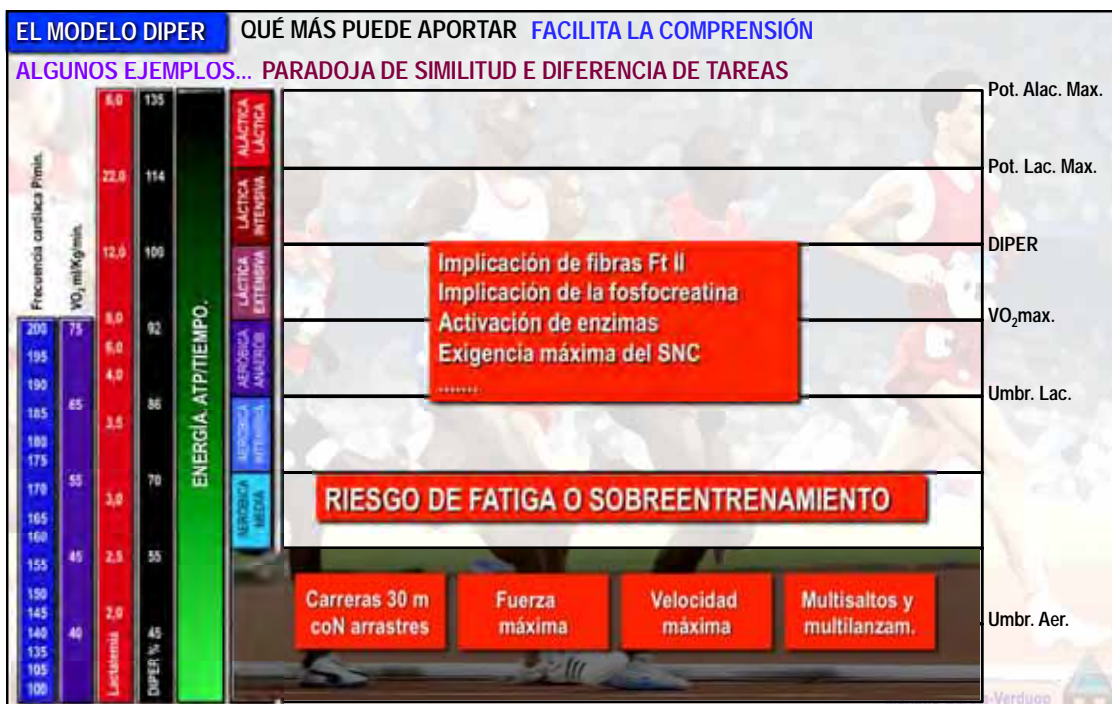 EL MODELO DIPER QUÉ MÁS PUEDE APORTAR FACILITA LA COMPRENSIÓN
ALGUNOS EJEMPLOS... PARADOJA DE SIMILITUD E DIFERENCIA DE TAREAS
Frecuencia cardíaca P/min.
200
195
190
185
180
175
170
165
160
155
150
145
140
135
105
100
VO2 ml/Kg/min.
75
65
55
45
40
8,0
22,0
12,0
8,0
6,0
4,0
3,5
3,0
2,5
2,0
Lactatemia
135
114
100
92
86
70
55
45
DIPER %
ENERGÍA. ATP/TIEMPO.
ALÁCTICA
LÁCTICA
LÁCTICA
INTENSIVA
LÁCTICA
EXTENSIVA
AERÓBICA
ANAERÓB
AERÓBICA
INTENSIVA
AERÓBICA
MEDIA
Pot. Alac. Max.
Pot. Lac. Max.
DIPER
VO2max.
Umbr. Lac.
Umbr. Aer.
Implicación de fibras Ft II
Implicación de la fosfocreatina
Activación de enzimas
Exigencia máxima del SNC
.......
RIESGO DE FATIGA O SOBREENTRENAMIENTO
Carreras 30 m
coN arrastres
Fuerza
máxima
Velocidad
máxima
Multisaltos y
multilanzam.